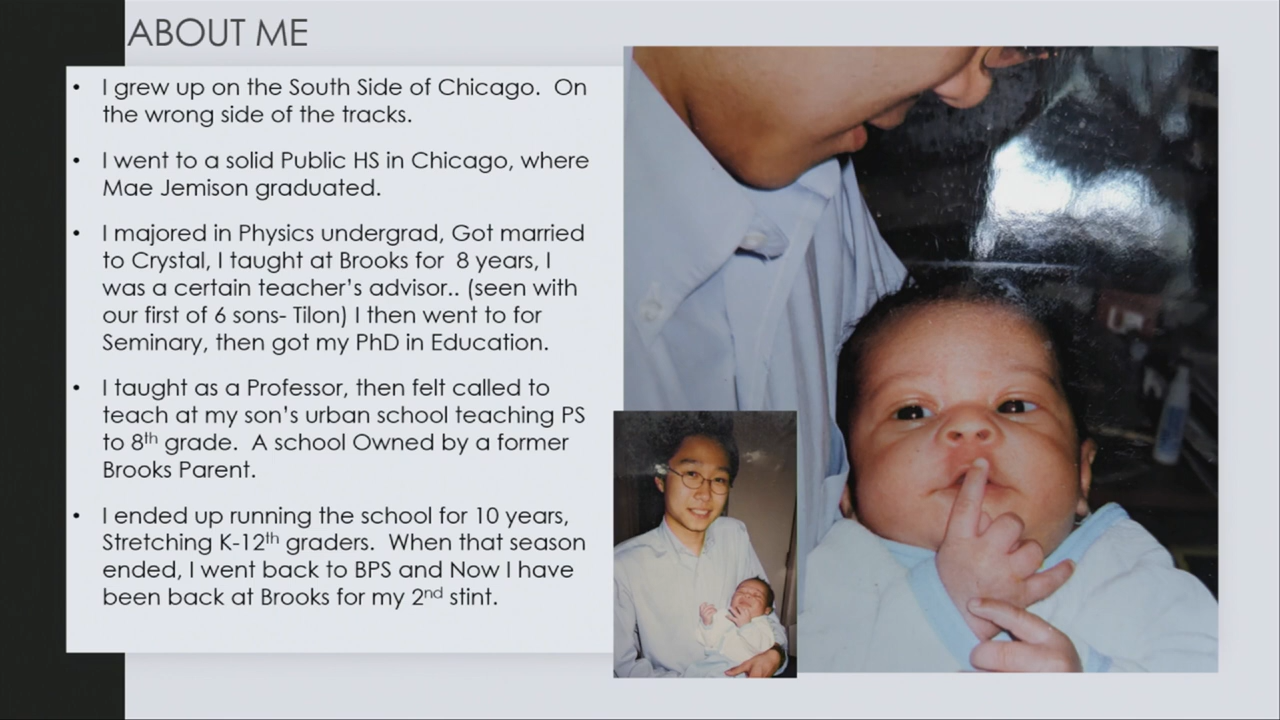 ABOUT ME
• I grew up on the South Side of Chicago.  On
the wrong side of the tracks.
• I went to a solid Public HS in Chicago, where
Mae Jemison graduated.
• I majored in Physics undergrad, Got married
to Crystal, I taught at Brooks for  8 years, I
was a certain teacher's advisor.. (seen with
our first of 6 sons- Tilon) I then went to for
Seminary, then got my PhD in Education.
• I taught as a Professor, then felt called to
teach at my son's urban school teaching PS
to 8th grade.  A school Owned by a former
Brooks Parent.
• I ended up running the school for 10 years,
Stretching K-12th graders.  When that season
ended, I went back to BPS and Now I have
been back at Brooks for my 2nd stint.